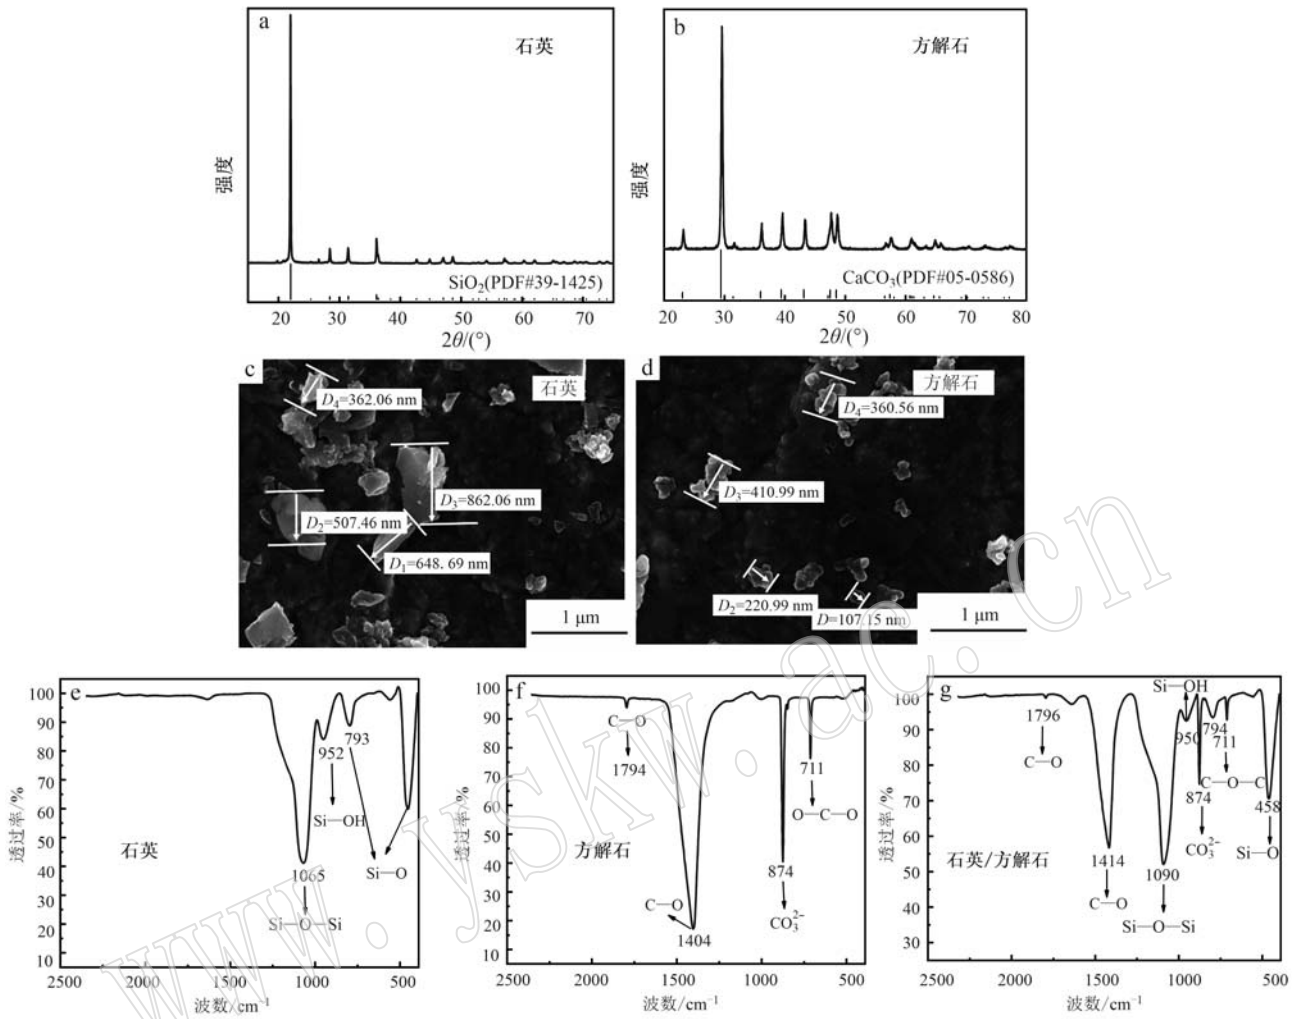 a
石英
强度
SiO₂(PDF#39-1425)
20 30 40 50 60 70
2θ/(°)
b
方解石
强度
CaCO₃(PDF#05-0586)
20 30 40 50 60 70 80
2θ/(°)
c
石英
D₄=362.06 nm
D₃=862.06 nm
D₂=507.46 nm
D₁=648.69 nm
1 μm
d
方解石
D₄=360.56 nm
D₃=410.99 nm
D₂=220.99 nm
D=107.15 nm
1 μm
e
100
90
80
70
60
50
40
30
20
10
透过率/%
952
793
Si—OH
石英
Si—O
1065
Si—O—Si
2500 2000 1500 1000 500
波数/cm⁻¹
f
100
90
80
70
60
50
40
30
20
10
透过率/%
C—O
1794
711
O—C—O
方解石
874
C—O
CO₃²⁻
1404
2500 2000 1500 1000 500
波数/cm⁻¹
g
100
90
80
70
60
50
40
30
透过率/%
Si—OH
1796
950
794
711
C—O
C—O—C
874
458
石英/方解石
1414
1090
CO₃²⁻
Si—O
C—O
Si—O—Si
2500 2000 1500 1000 500
波数/cm⁻¹
www.yskw.ac.cn